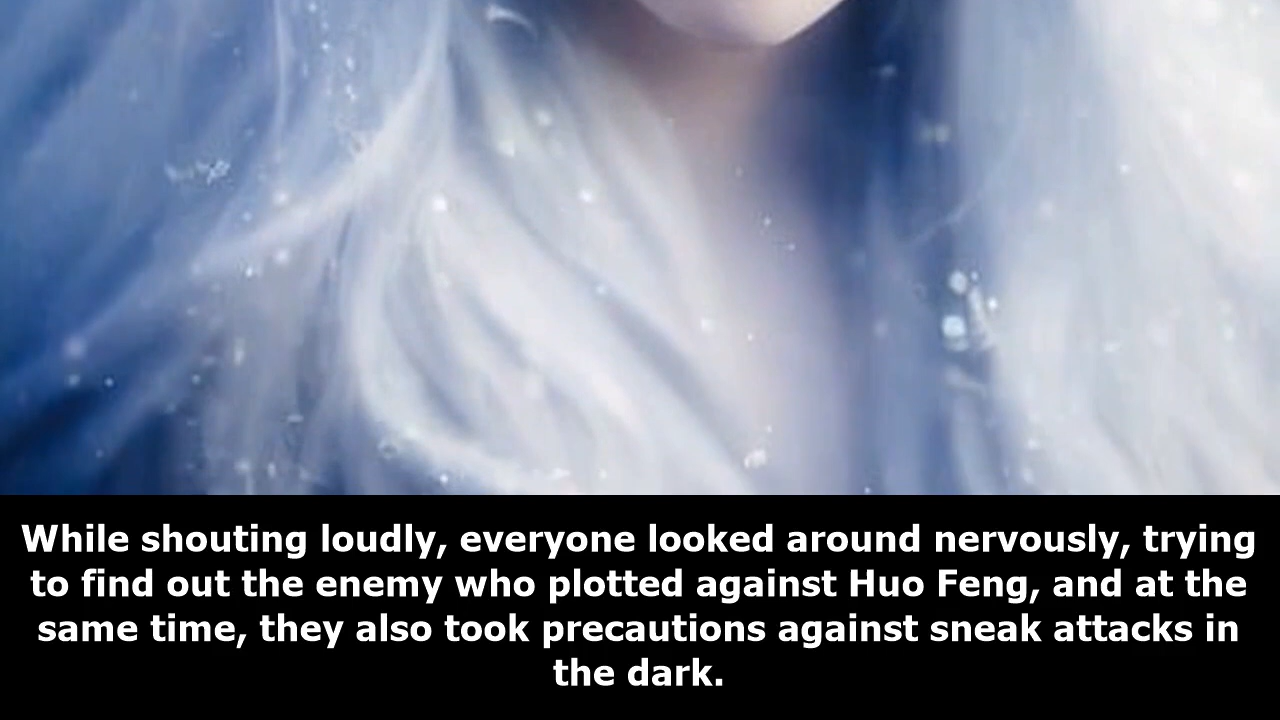 While shouting loudly, everyone looked around nervously, trying
to find out the enemy who plotted against Huo Feng, and at the
same time, they also took precautions against sneak attacks in
the dark.